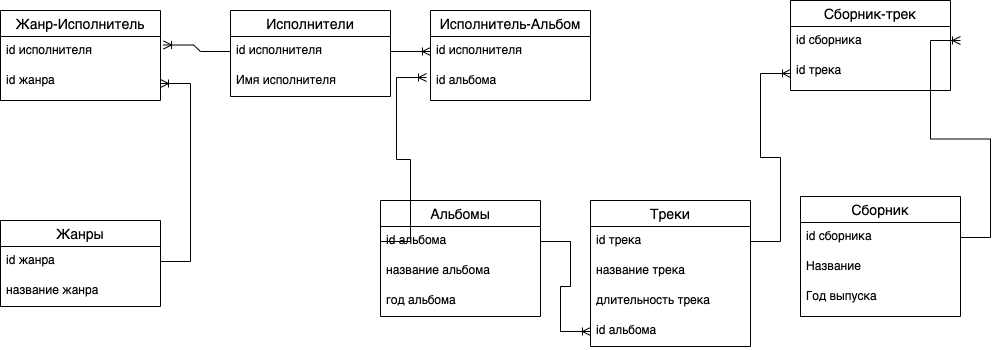 Жанр-Исполнитель
id исполнителя
id жанра
Исполнители
id исполнителя
Имя исполнителя
Исполнитель-Альбом
id исполнителя
id альбома
Сборник-трек
id сборника
id трека
Жанры
id жанра
название жанра
Альбомы
id альбома
название альбома
год альбома
Треки
id трека
название трека
длительность трека
id альбома
Сборник
id сборника
Название
Год выпуска